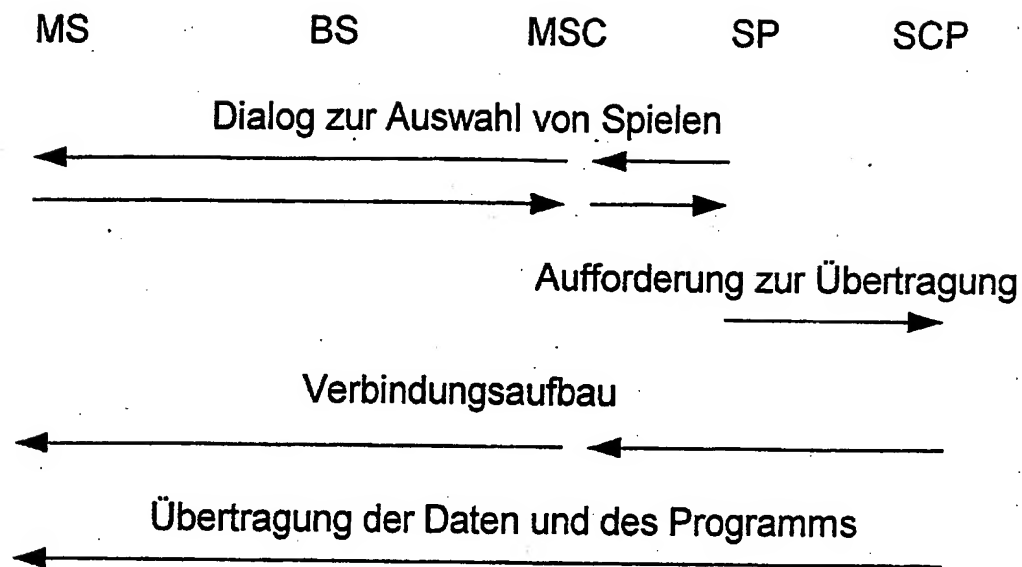 MS BS MSC SP SCP
Dialog zur Auswahl von Spielen
Aufforderung zur Übertragung
Verbindungsaufbau
Übertragung der Daten und des Programms